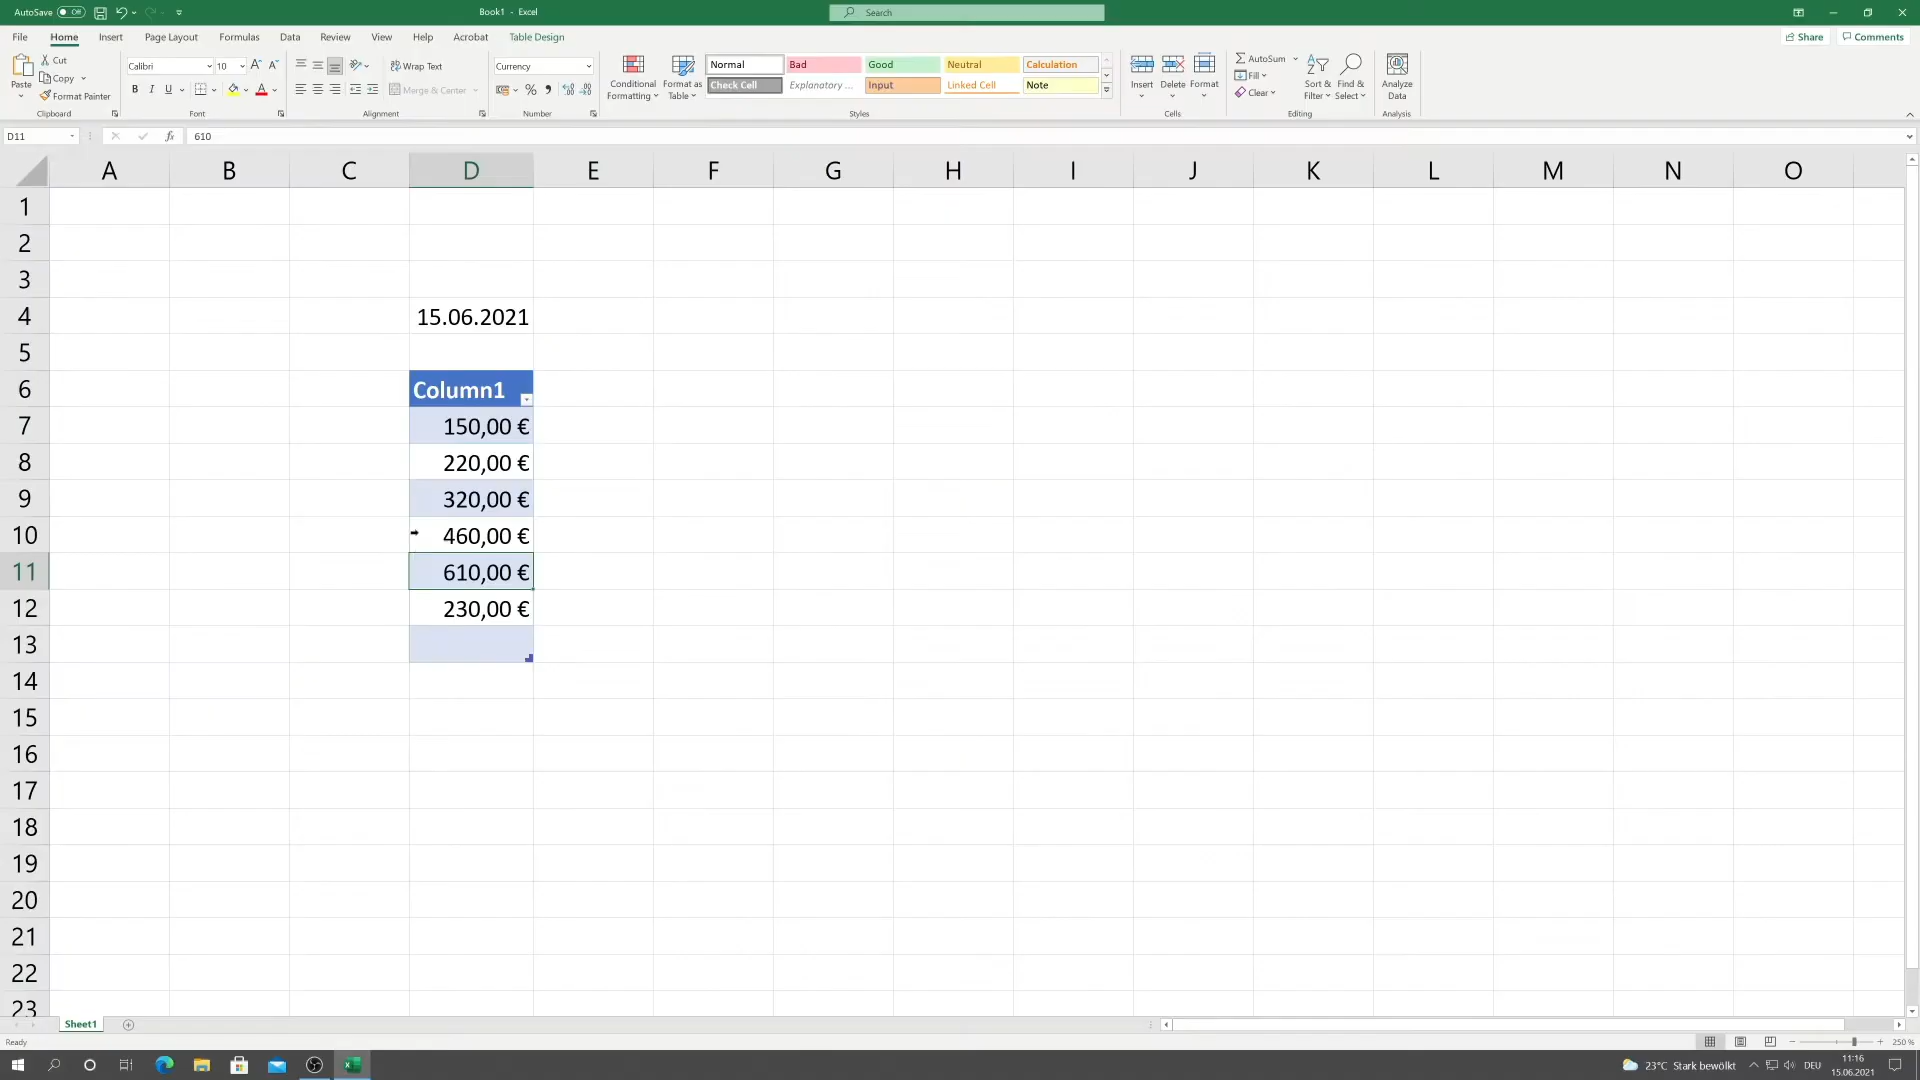 AutoSave Off
Book1 - Excel
Search
File Home Insert Page Layout Formulas Data Review View Help Acrobat Table Design
Share Comments
Paste
Cut
Copy
Format Painter
Clipboard
Calibri 10
B I U
Font
Wrap Text
Merge & Center
Alignment
Currency
Number
Conditional Formatting
Format as Table
Normal Bad Good Neutral Calculation
Check Cell Explanatory ... Input Linked Cell Note
Styles
Insert Delete Format
Cells
AutoSum
Fill
Clear
Sort & Filter
Find & Select
Editing
Analyze Data
Analysis
D11
fx
610
A B C D E F G H I J K L M N O
1
2
3
4 15.06.2021
5
6 Column1
7 150,00 €
8 220,00 €
9 320,00 €
10 460,00 €
11 610,00 €
12 230,00 €
13
14
15
16
17
18
19
20
21
22
23
Sheet1
Ready
250 %
23°C Stark bewölkt
DEU
11:16
15.06.2021